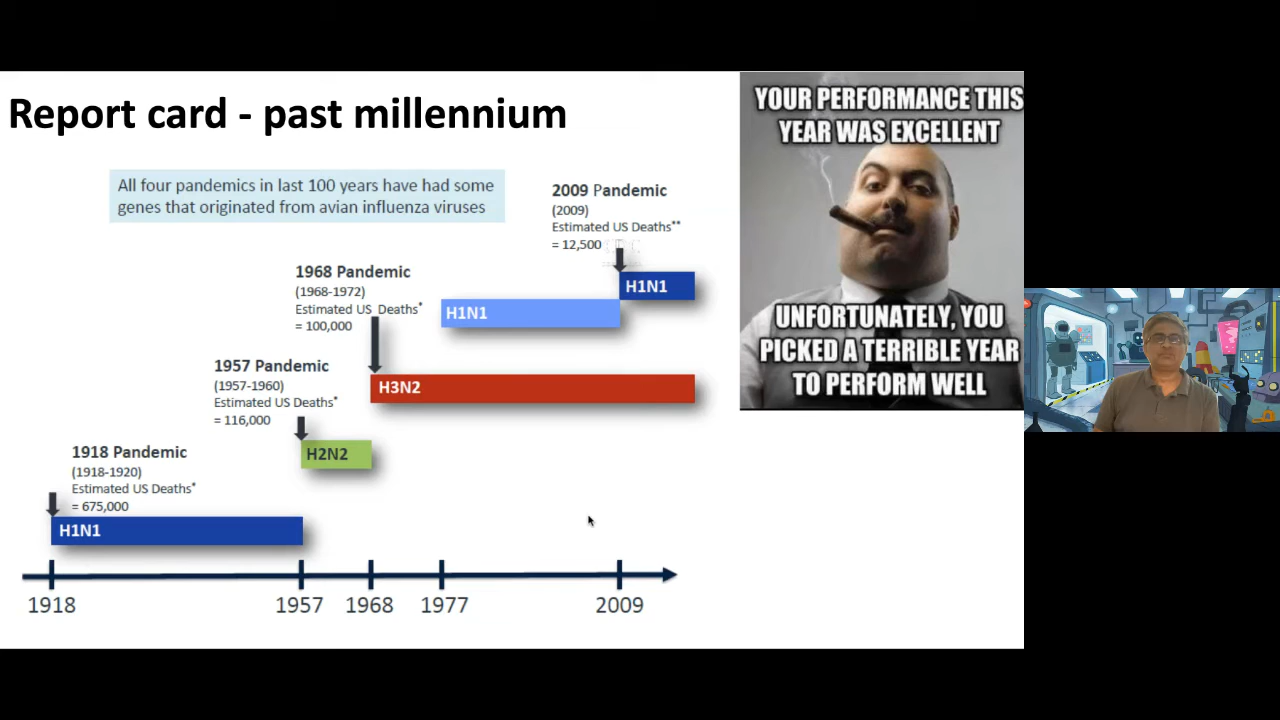 Report card - past millennium
All four pandemics in last 100 years have had some
genes that originated from avian influenza viruses
2009 Pandemic
(2009)
Estimated US Deaths**
= 12,500
H1N1
1968 Pandemic
(1968-1972)
Estimated US Deaths*
= 100,000
H1N1
H3N2
1957 Pandemic
(1957-1960)
Estimated US Deaths*
= 116,000
H2N2
1918 Pandemic
(1918-1920)
Estimated US Deaths*
= 675,000
H1N1
1918
1957
1968
1977
2009
YOUR PERFORMANCE THIS
YEAR WAS EXCELLENT
UNFORTUNATELY, YOU
PICKED A TERRIBLE YEAR
TO PERFORM WELL